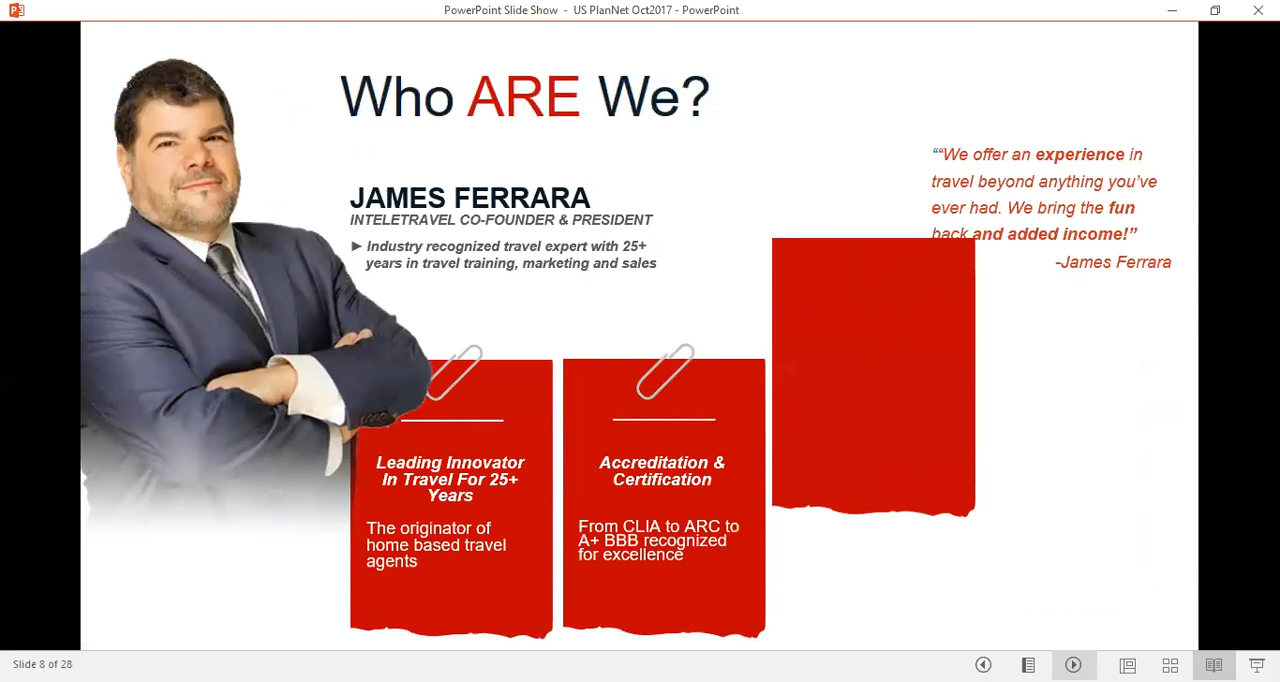 PowerPoint Slide Show - US PlanNet Oct2017 - PowerPoint
Who ARE We?
JAMES FERRARA
INTELETRAVEL CO-FOUNDER & PRESIDENT
► Industry recognized travel expert with 25+
years in travel training, marketing and sales
““We offer an experience in
travel beyond anything you’ve
ever had. We bring the fun
back and added income!”
-James Ferrara
Leading Innovator
In Travel For 25+
Years
The originator of
home based travel
agents
Accreditation &
Certification
From CLIA to ARC to
A+ BBB recognized
for excellence
Slide 8 of 28